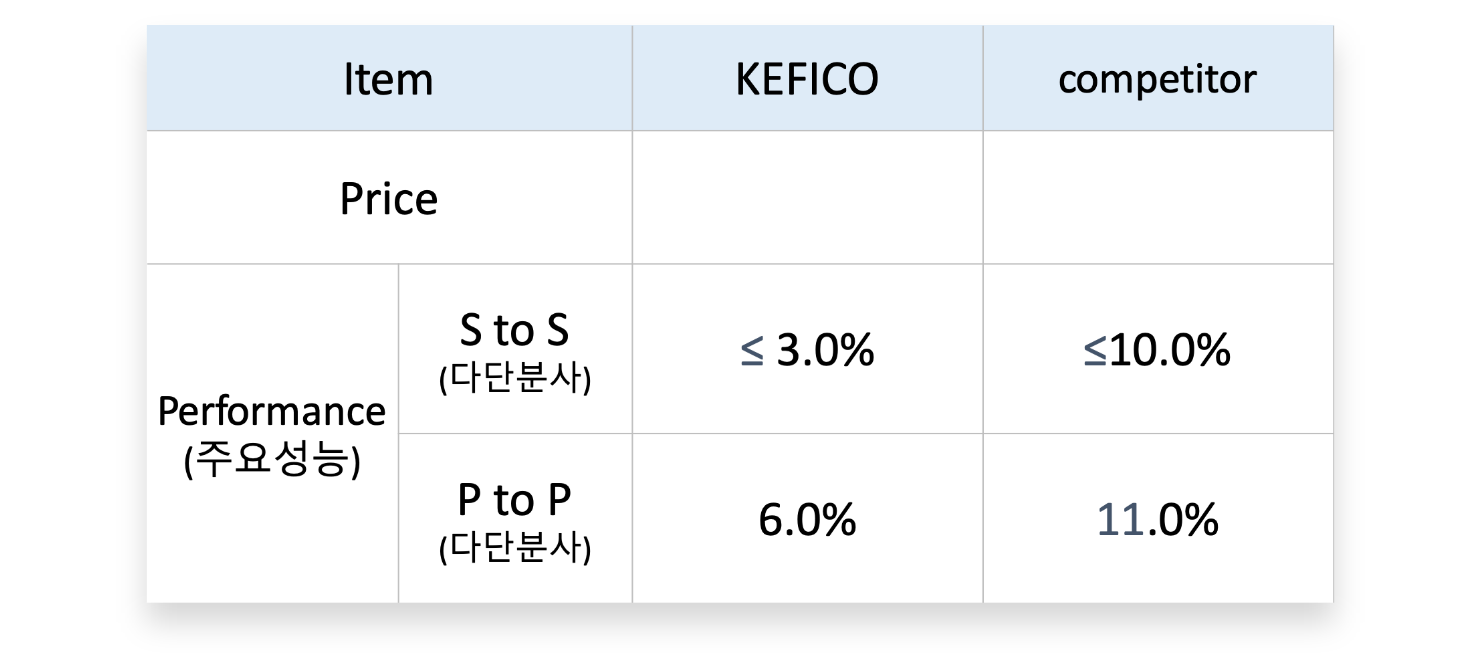 Item KEFICO competitor
Price
Performance
(주요성능)
S to S
(다단분사)
≤ 3.0%
≤10.0%
P to P
(다단분사)
6.0%
11.0%